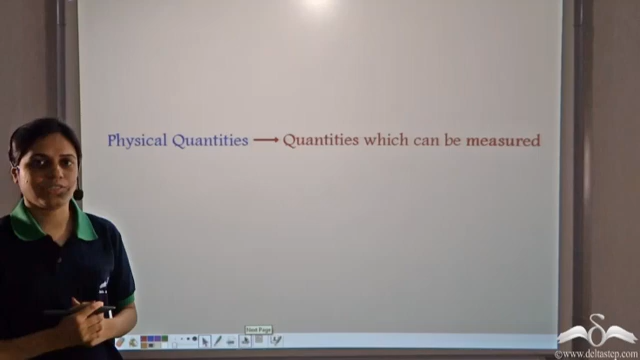 Physical Quantities → Quantities which can be measured
Next Page
©www.deltastep.com